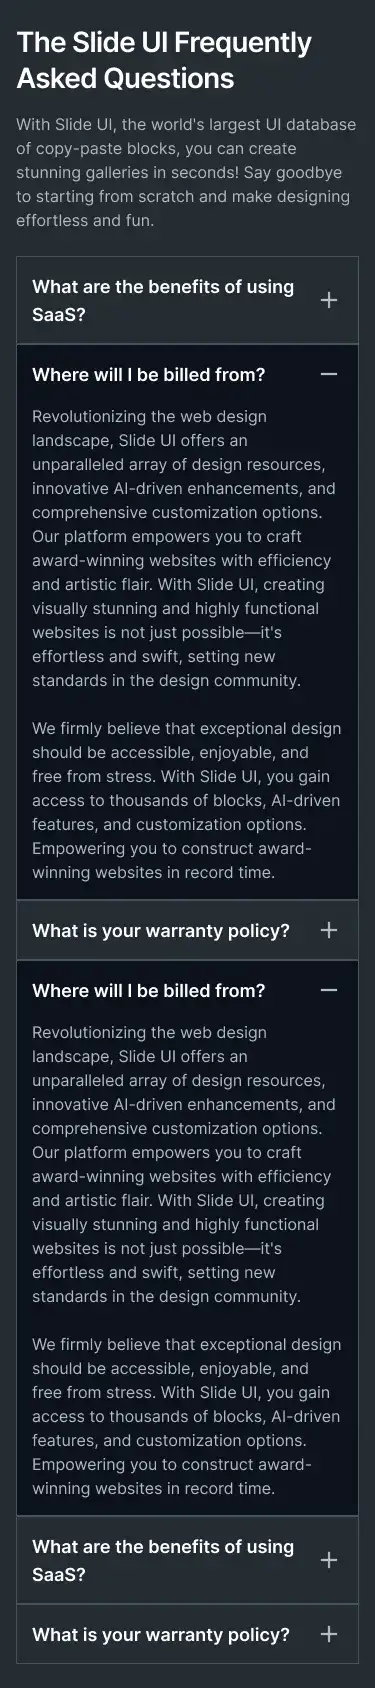 The Slide UI Frequently
Asked Questions
With Slide UI, the world's largest UI database
of copy-paste blocks, you can create
stunning galleries in seconds! Say goodbye
to starting from scratch and make designing
effortless and fun.
What are the benefits of using
SaaS?
Where will I be billed from?
Revolutionizing the web design
landscape, Slide UI offers an
unparalleled array of design resources,
innovative AI-driven enhancements, and
comprehensive customization options.
Our platform empowers you to craft
award-winning websites with efficiency
and artistic flair. With Slide UI, creating
visually stunning and highly functional
websites is not just possible—it's
effortless and swift, setting new
standards in the design community.
We firmly believe that exceptional design
should be accessible, enjoyable, and
free from stress. With Slide UI, you gain
access to thousands of blocks, AI-driven
features, and customization options.
Empowering you to construct award-
winning websites in record time.
What is your warranty policy?
Where will I be billed from?
Revolutionizing the web design
landscape, Slide UI offers an
unparalleled array of design resources,
innovative AI-driven enhancements, and
comprehensive customization options.
Our platform empowers you to craft
award-winning websites with efficiency
and artistic flair. With Slide UI, creating
visually stunning and highly functional
websites is not just possible—it's
effortless and swift, setting new
standards in the design community.
We firmly believe that exceptional design
should be accessible, enjoyable, and
free from stress. With Slide UI, you gain
access to thousands of blocks, AI-driven
features, and customization options.
Empowering you to construct award-
winning websites in record time.
What are the benefits of using
SaaS?
What is your warranty policy?